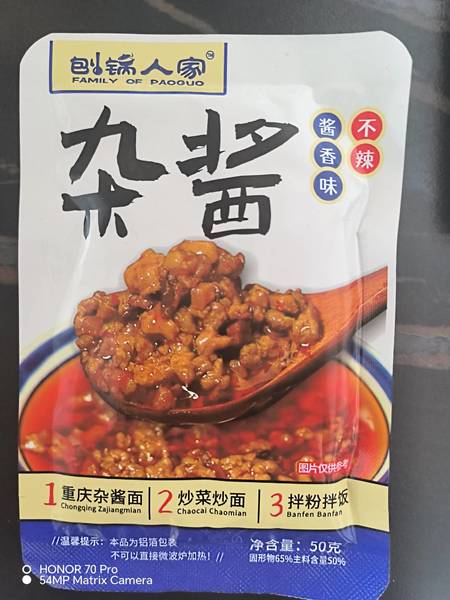 刨锅人家™
FAMILY OF PAOGUO
杂酱
酱香味
不辣
图片仅供参考
1 重庆杂酱面
Chongqing Zajiangmian
2 炒菜炒面
Chaocai Chaomian
3 拌粉拌饭
Banfen Banfan
//温馨提示：本品为铝箔包装
不可以直接微波炉加热！//
净含量：50克
固形物65%主料含量50%
HONOR 70 Pro
54MP Matrix Camera